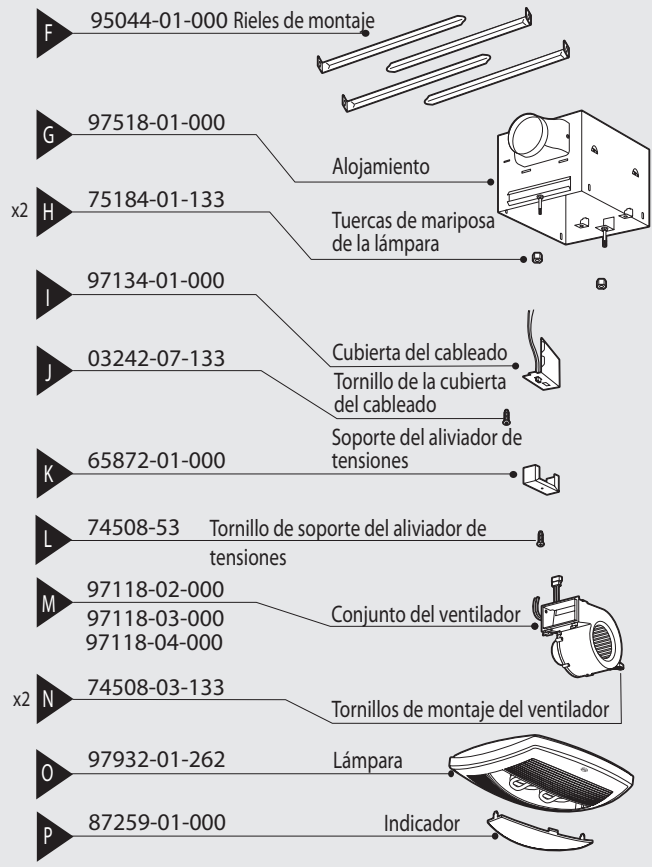 F 95044-01-000 Rieles de montaje
G 97518-01-000
Alojamiento
x2 H 75184-01-133
Tuercas de mariposa
de la lámpara
I 97134-01-000
Cubierta del cableado
J 03242-07-133
Tornillo de la cubierta
del cableado
Soporte del aliviador de
tensiones
K 65872-01-000
L 74508-53 Tornillo de soporte del aliviador de
tensiones
M 97118-02-000
97118-03-000
97118-04-000
Conjunto del ventilador
x2 N 74508-03-133
Tornillos de montaje del ventilador
O 97932-01-262 Lámpara
P 87259-01-000 Indicador